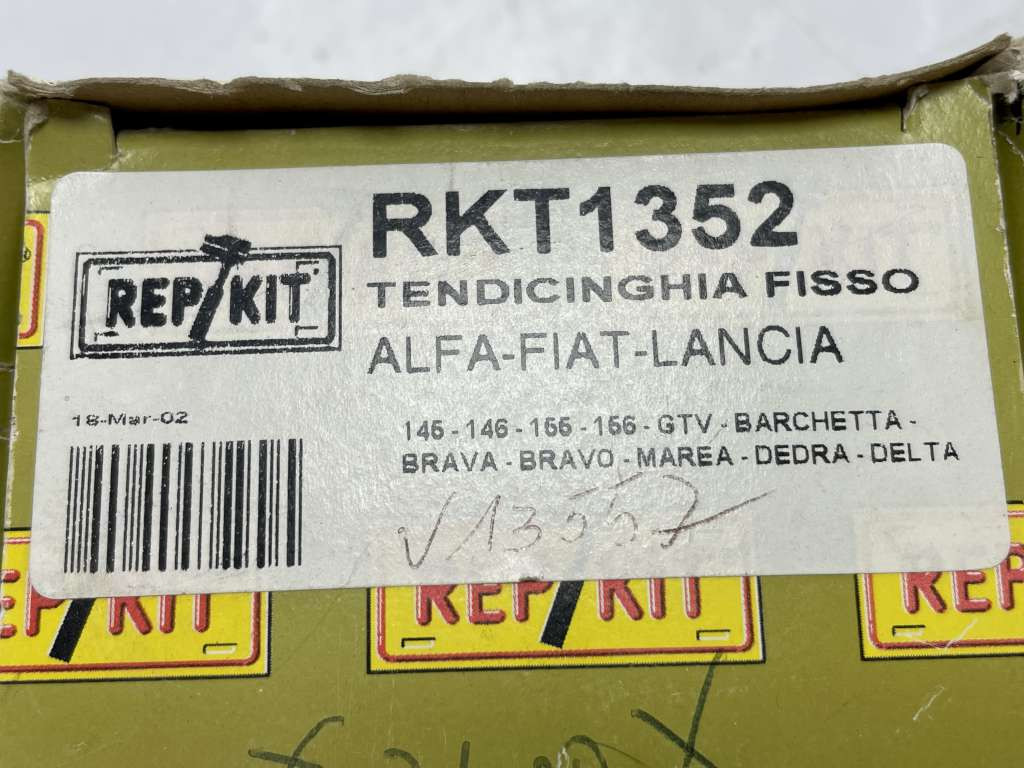 RKT1352
REP KIT
TENDICINGHIA FISSO
ALFA-FIAT-LANCIA
18-Mar-02
145 - 146 - 155 - 156 - GTV - BARCHETTA -
BRAVA - BRAVO - MAREA - DEDRA - DELTA
V13557
REP KIT
REP KIT
REP